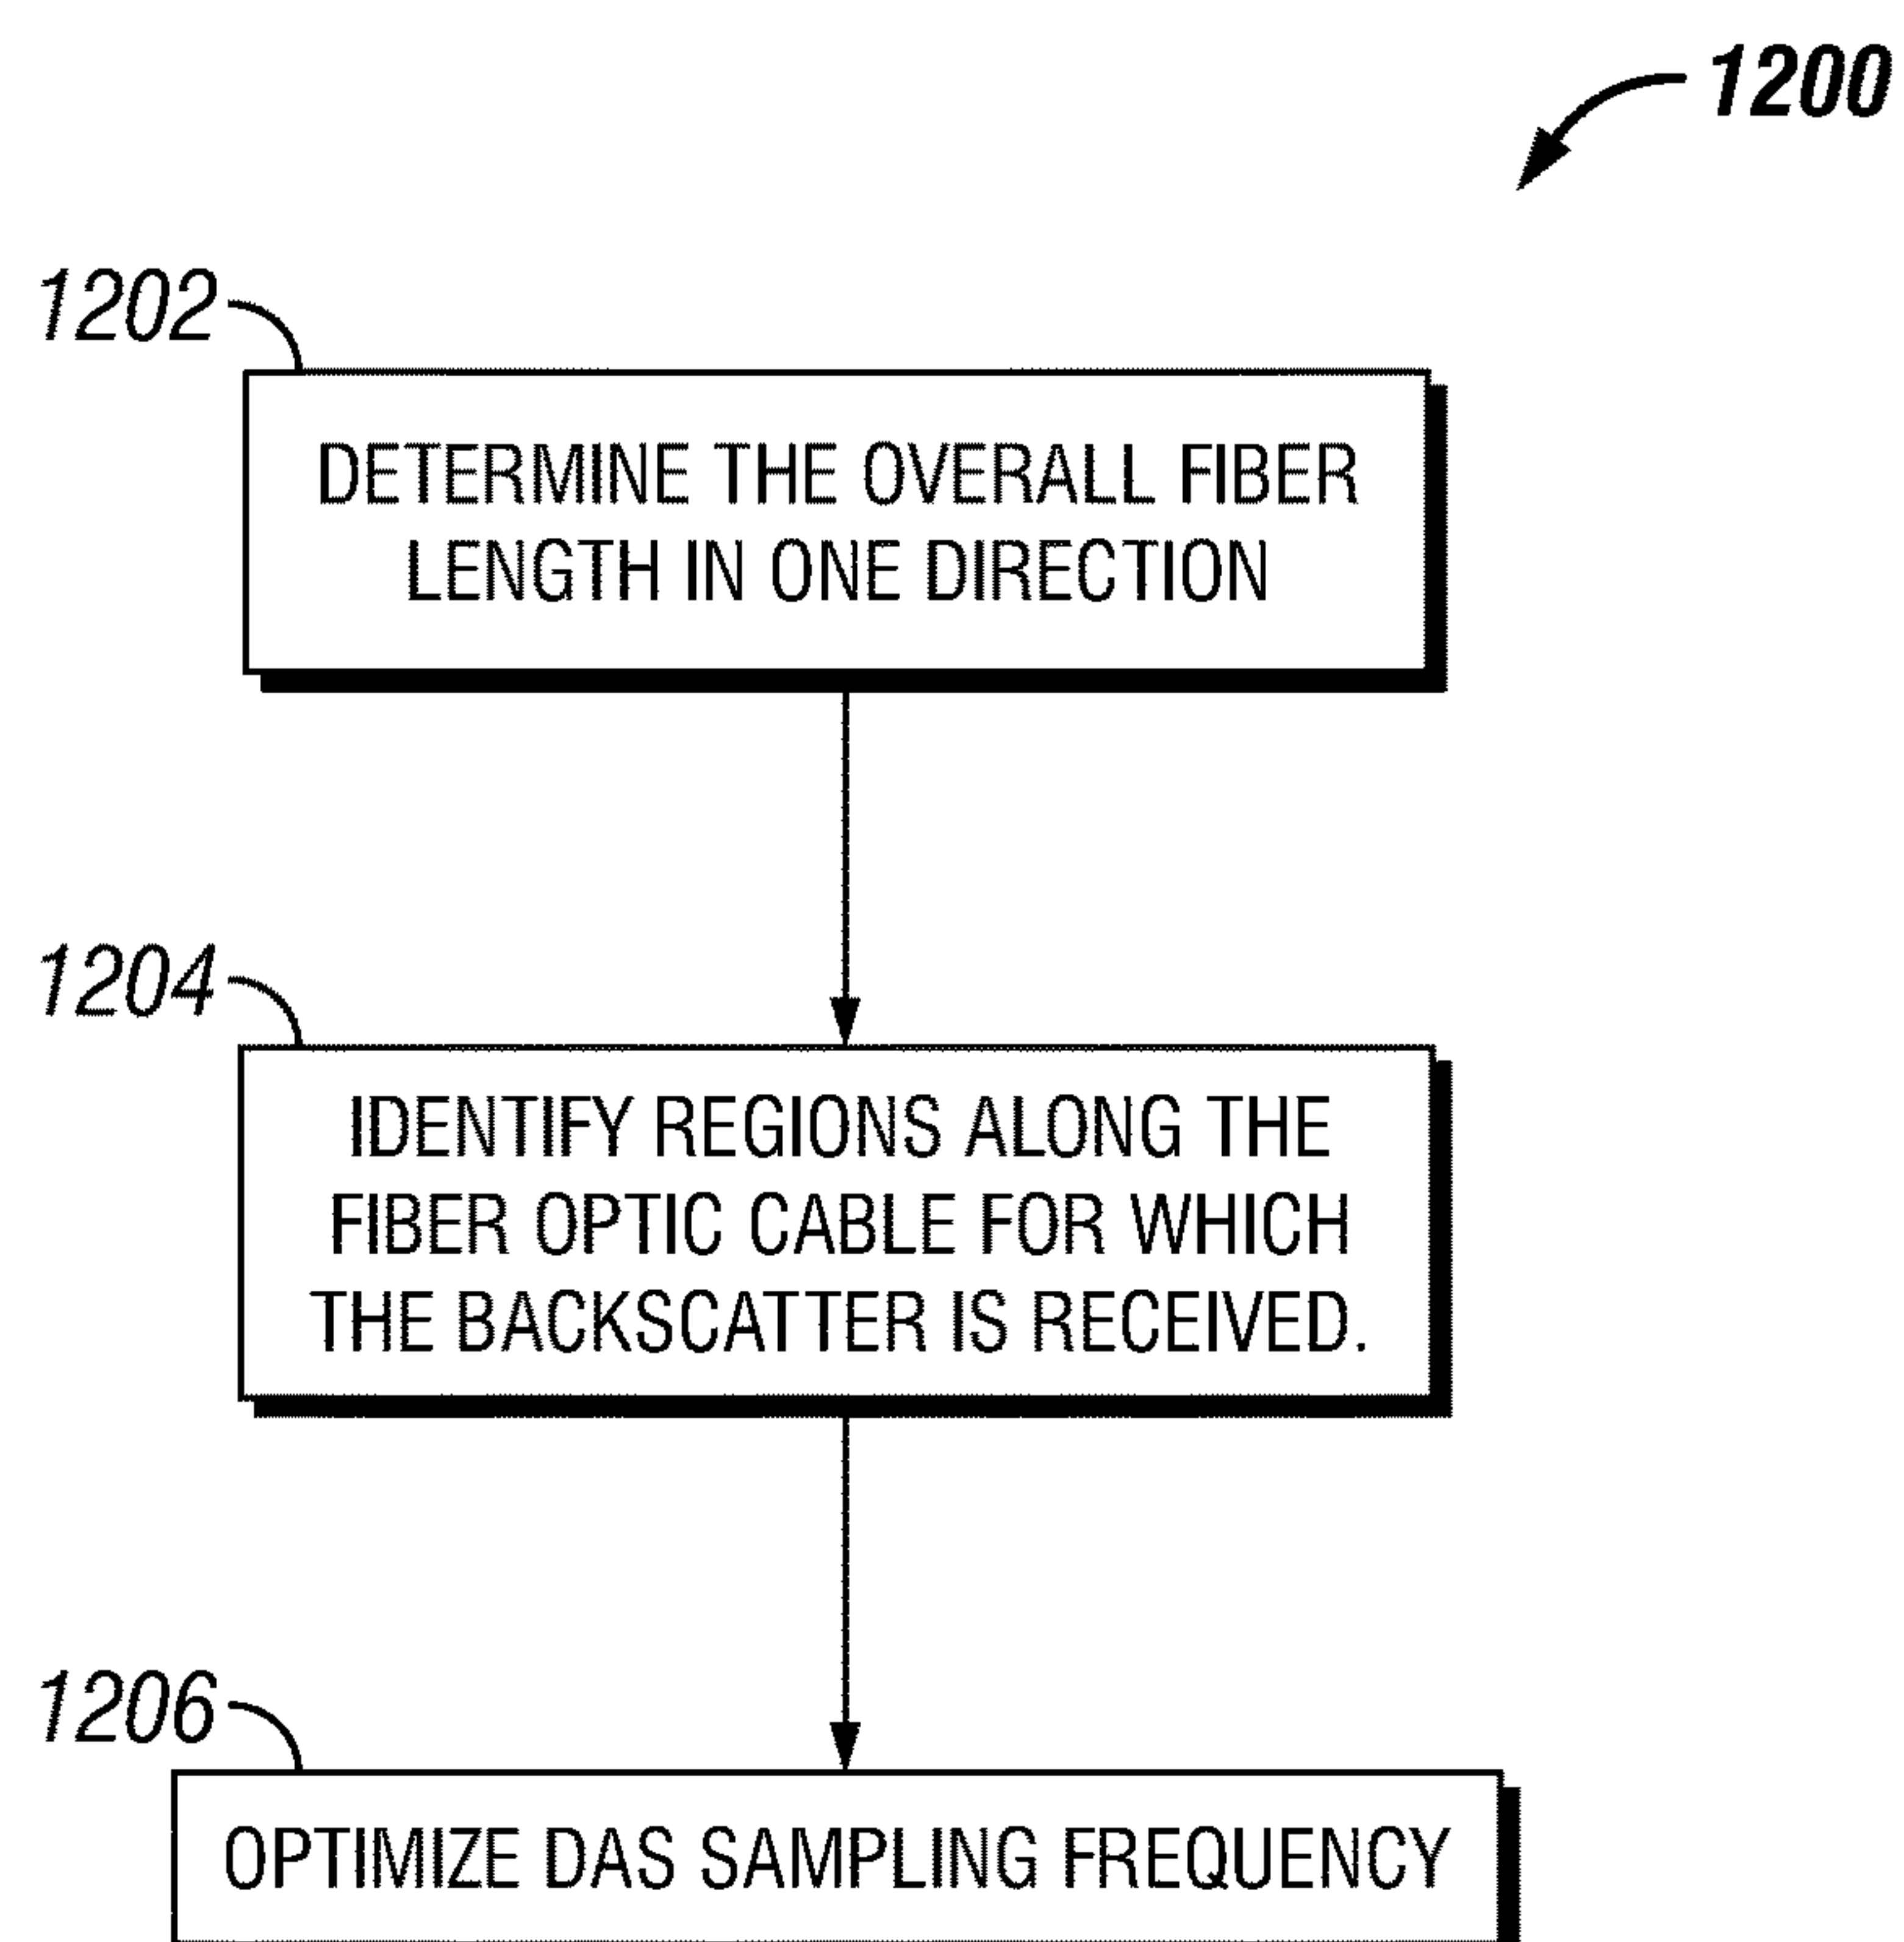 1200
1202
DETERMINE THE OVERALL FIBER
LENGTH IN ONE DIRECTION
1204
IDENTIFY REGIONS ALONG THE
FIBER OPTIC CABLE FOR WHICH
THE BACKSCATTER IS RECEIVED.
1206
OPTIMIZE DAS SAMPLING FREQUENCY